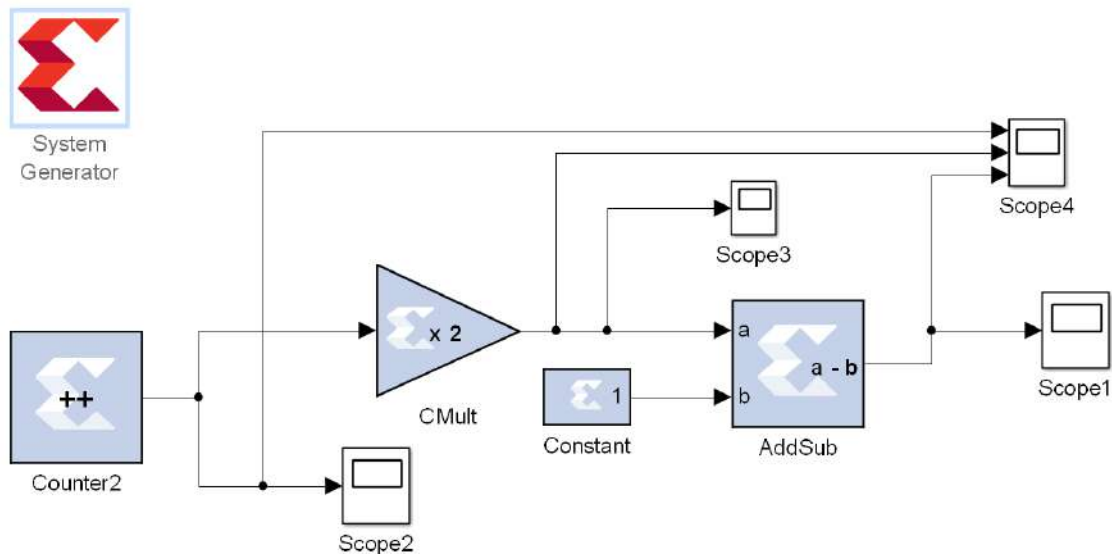 System
Generator
Scope4
Scope3
x 2
a
a - b
b
++
1
Scope1
CMult
Constant
AddSub
Counter2
Scope2